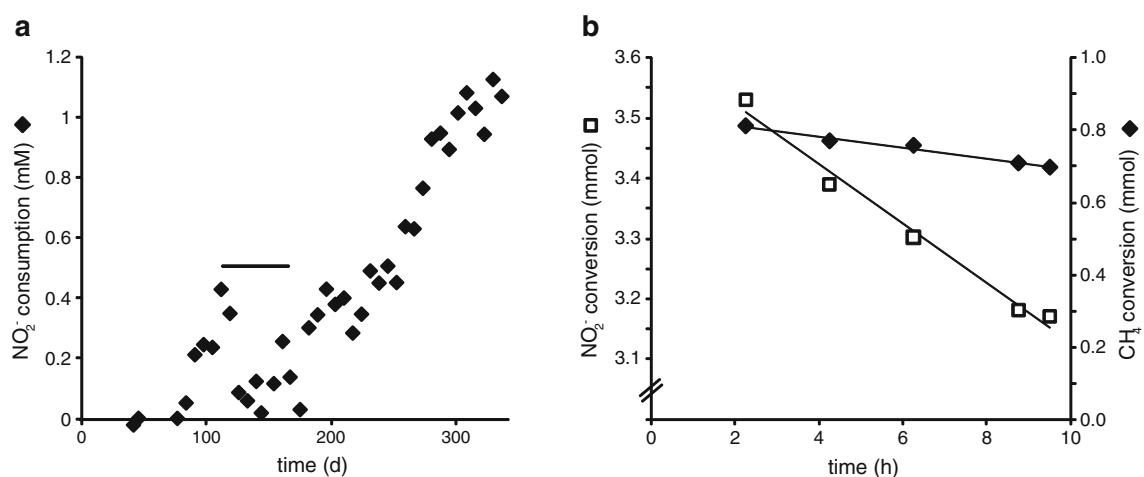 a
NO₂⁻ consumption (mM)
1.2
1
0.8
0.6
0.4
0.2
0
0 100 200 300
time (d)
b
NO₂⁻ conversion (mmol)
3.6
3.5
3.4
3.3
3.2
3.1
0 2 4 6 8 10
time (h)
1.0
0.8
0.6
0.4
0.2
0.0
CH₄ conversion (mmol)